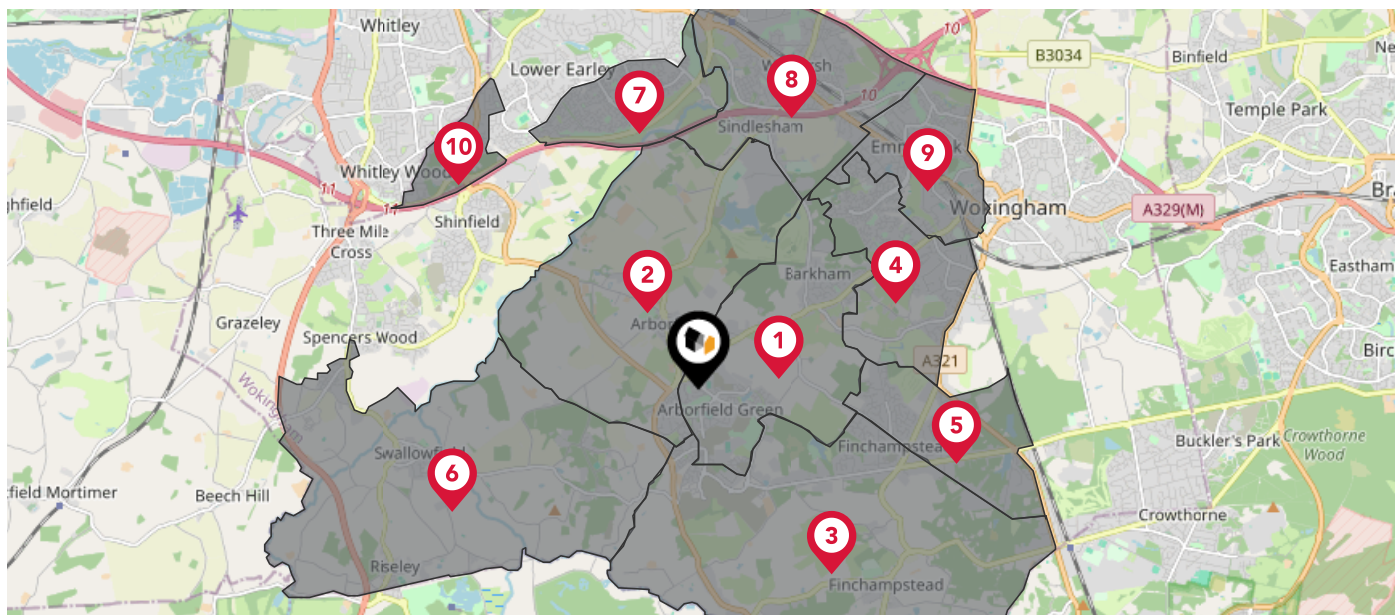 Whitley
10
B3034
Binfield
Lower Earley
8
7
10
Temple Park
Sindlesham
10
9
Whitley Wood
11
A329(M)
Wokingham
Shinfield
Three Mile
Cross
2
Barkham
4
Eastham
Grazeley
Spencers Wood
1
A321
Wokingham
Arborfield Green
5
Finchampstead
Buckler's Park
Crowthorne
Wood
Swallowfield
6
Beech Hill
Crowthorne
3
Riseley
Finchampstead